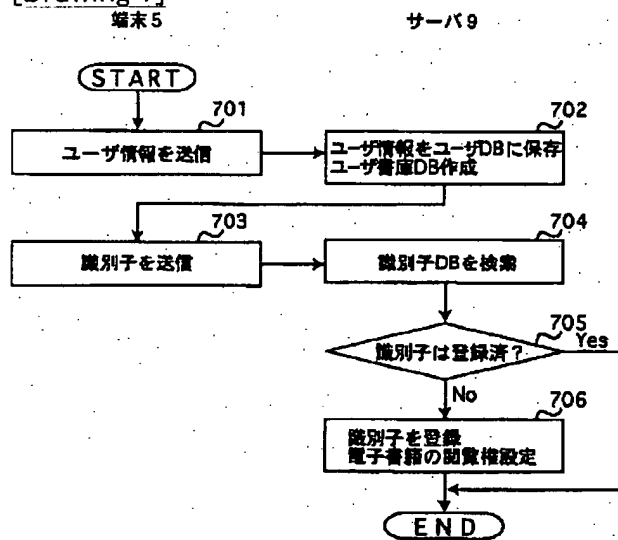 [Drawing 7]
端末5 サーバ9
START
701 702
ユーザ情報を送信
ユーザ情報をユーザDBに保存
ユーザ書庫DB作成
703 704
識別子を送信 識別子DBを検索
705
識別子は登録済？ Yes
No
706
識別子を登録
電子書籍の閲覧権設定
END